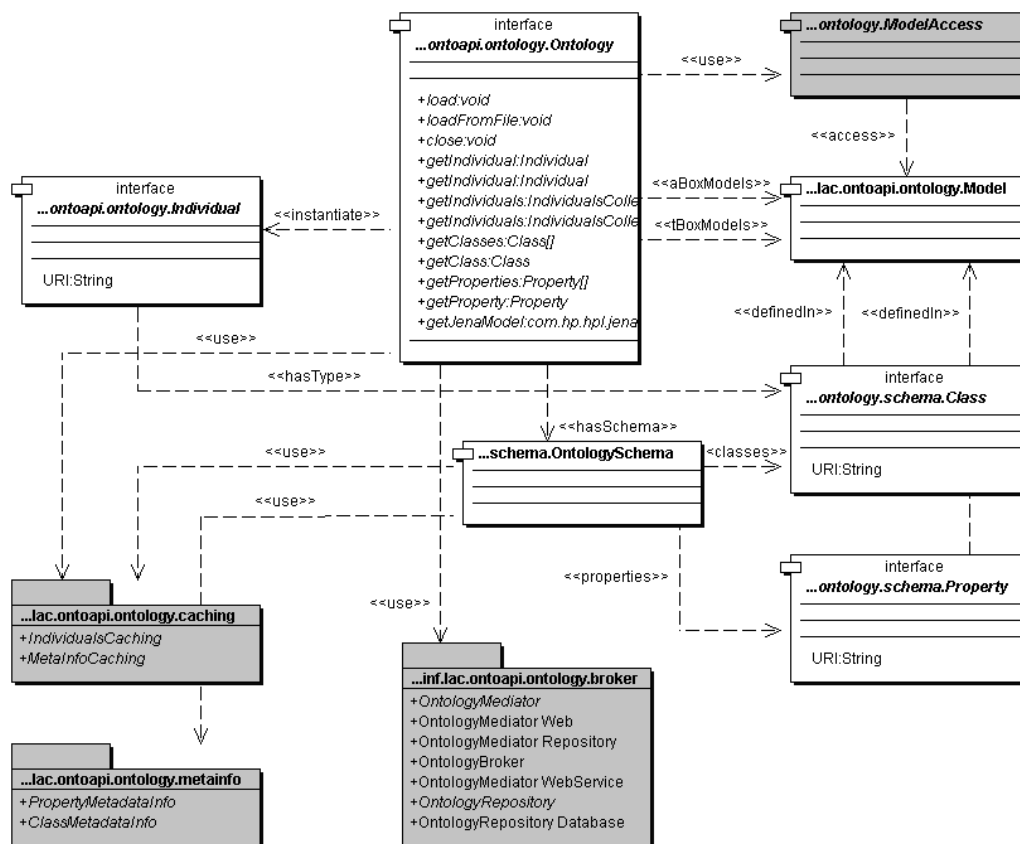 interface
...ontoapi.ontology.Ontology
+load:void
+loadFromFile:void
+close:void
+getIndividual:Individual
+getIndividual:Individual
+getIndividuals:IndividualsColle
+getIndividuals:IndividualsColle
+getClasses:Class[]
+getClass:Class
+getProperties:Property[]
+getProperty:Property
+getJenaModel:com.hp.hpl.jena
...ontology.ModelAccess
<<use>>
<<access>>
interface
...ontoapi.ontology.Individual
URI:String
<<instantiate>>
<<aBoxModels>>
<<tBoxModels>>
...lac.ontoapi.ontology.Model
<<definedIn>>
<<definedIn>>
<<use>>
<<hasType>>
interface
...ontology.schema.Class
URI:String
<<hasSchema>>
...schema.OntologySchema
<classes>>
<<use>>
<<use>>
<<properties>>
interface
...ontology.schema.Property
URI:String
<<use>>
...lac.ontoapi.ontology.caching
+IndividualsCaching
+MetaInfoCaching
...inf.lac.ontoapi.ontology.broker
+OntologyMediator
+OntologyMediator Web
+OntologyMediator Repository
+OntologyBroker
+OntologyMediator WebService
+OntologyRepository
+OntologyRepository Database
...lac.ontoapi.ontology.metainfo
+PropertyMetadataInfo
+ClassMetadataInfo